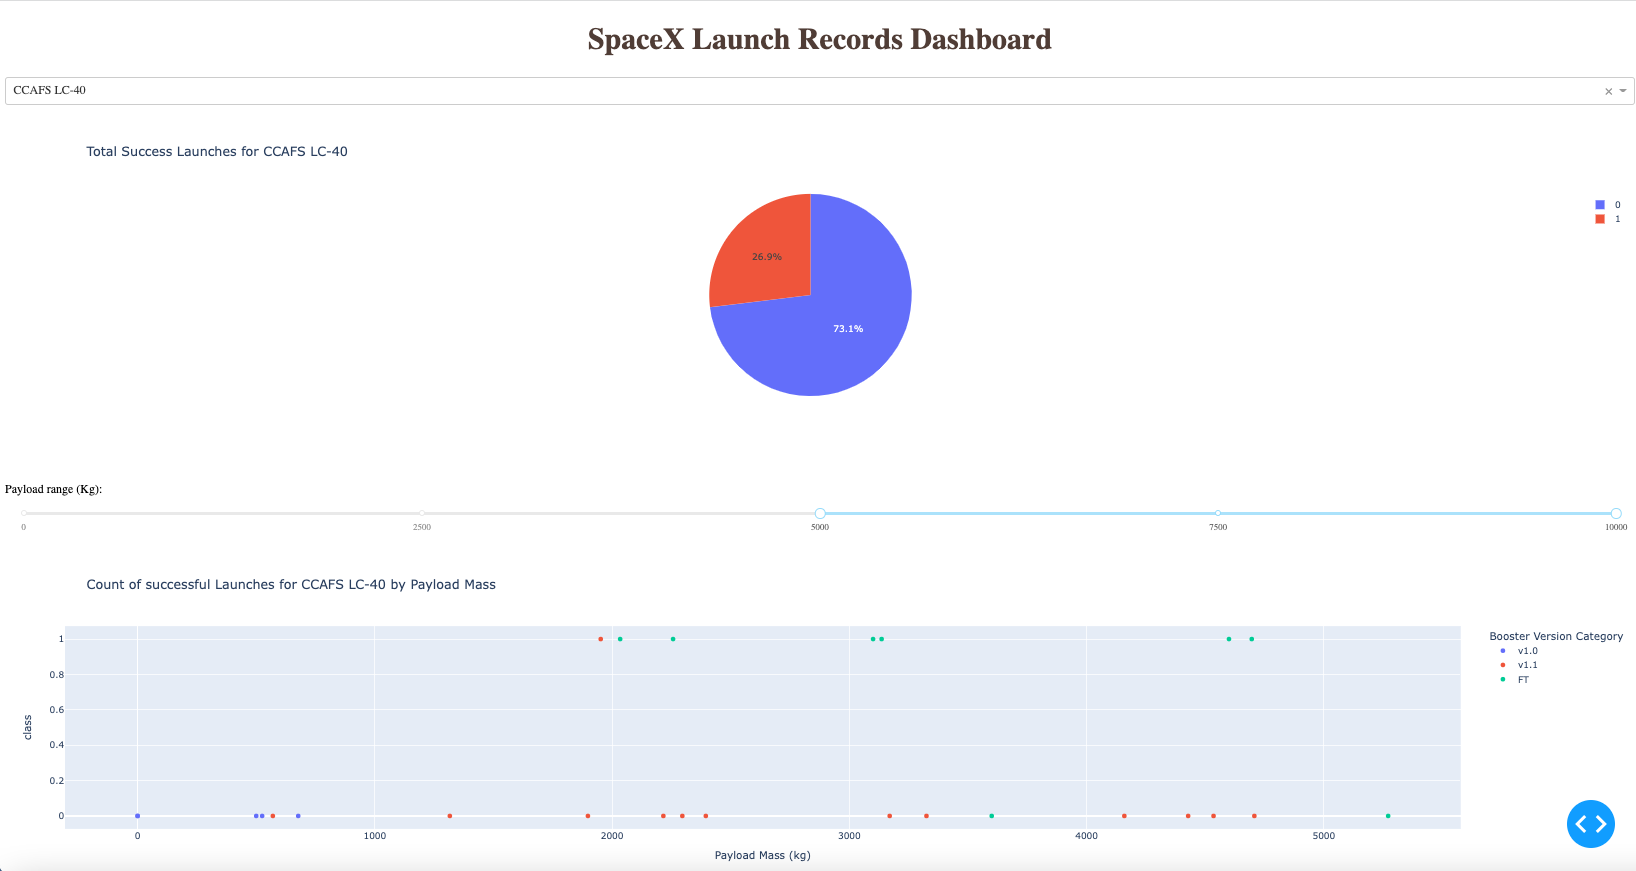 SpaceX Launch Records Dashboard
CCAFS LC-40
Total Success Launches for CCAFS LC-40
0
1
26.9%
73.1%
Payload range (Kg):
0 2500 5000 7500 10000
Count of successful Launches for CCAFS LC-40 by Payload Mass
Booster Version Category
v1.0
v1.1
FT
class
1
0.8
0.6
0.4
0.2
0
0 1000 2000 3000 4000 5000
Payload Mass (kg)